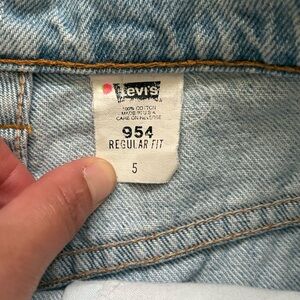 Levi's
100% COTTON
MADE IN U.S.A.
CARE ON REVERSE
954
REGULAR FIT
5